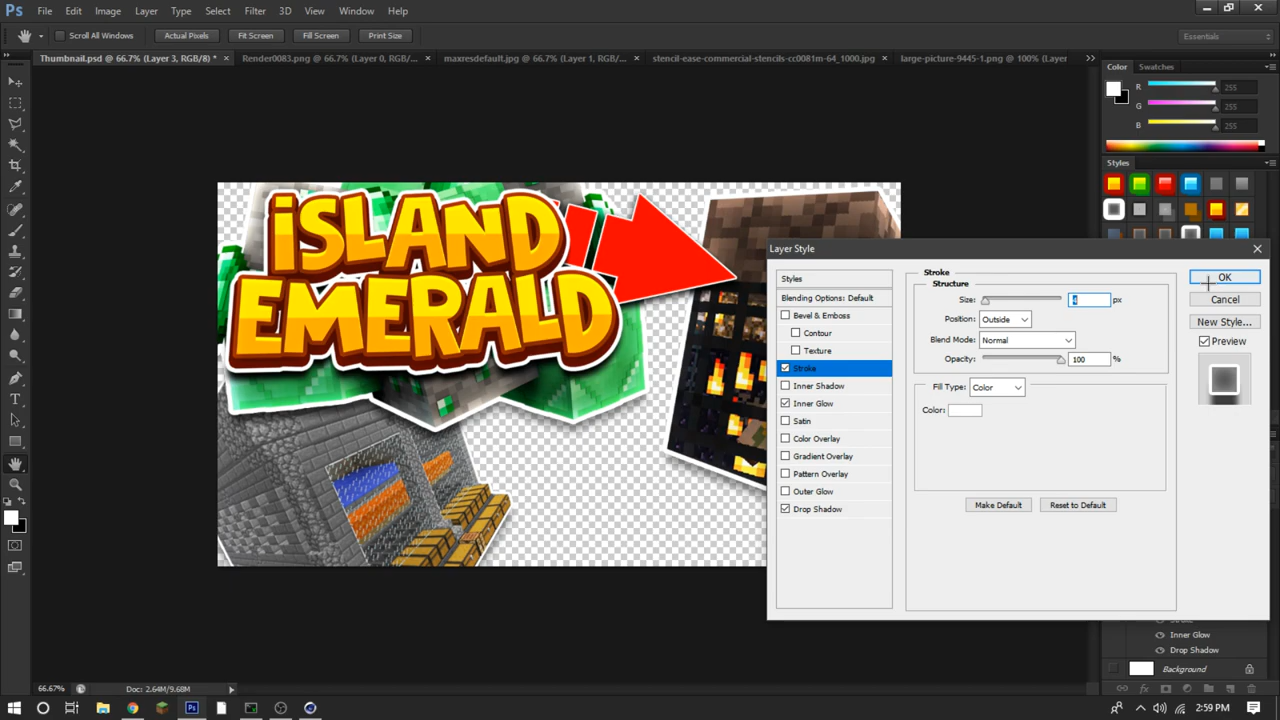 Ps File Edit Image Layer Type Select Filter 3D View Window Help
Scroll All Windows Actual Pixels Fit Screen Fill Screen Print Size Essentials
Thumbnail.psd @ 66.7% (Layer 3, RGB/8) * × Render0083.png @ 66.7% (Layer 0, RGB/... × maxresdefault.jpg @ 66.7% (Layer 1, RGB/... × stencil-ease-commercial-stencils-cc0081m-64_1000.jpg × large-picture-9445-1.png @ 100% (Layer
Color Swatches
R 255
G 255
B 255
Styles
iSLAND
EMERALD
Layer Style
Styles
Blending Options: Default
Bevel & Emboss
Contour
Texture
Stroke
Inner Shadow
Inner Glow
Satin
Color Overlay
Gradient Overlay
Pattern Overlay
Outer Glow
Drop Shadow
Stroke
Structure
Size: 4 px
Position: Outside
Blend Mode: Normal
Opacity: 100 %
Fill Type: Color
Color:
Make Default Reset to Default
OK
Cancel
New Style...
Preview
Inner Glow
Drop Shadow
Background
66.67% Doc: 2.64M/9.68M
2:59 PM